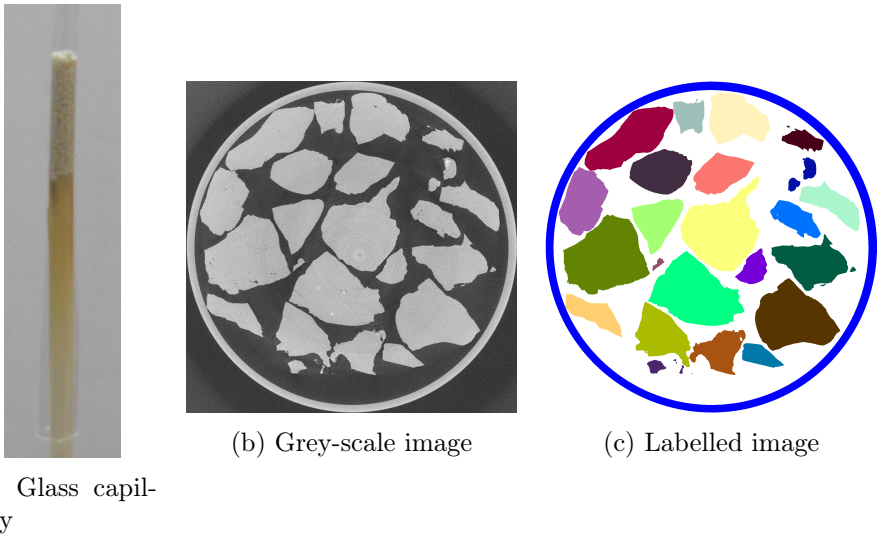 (b) Grey-scale image
(c) Labelled image
Glass capil-
y